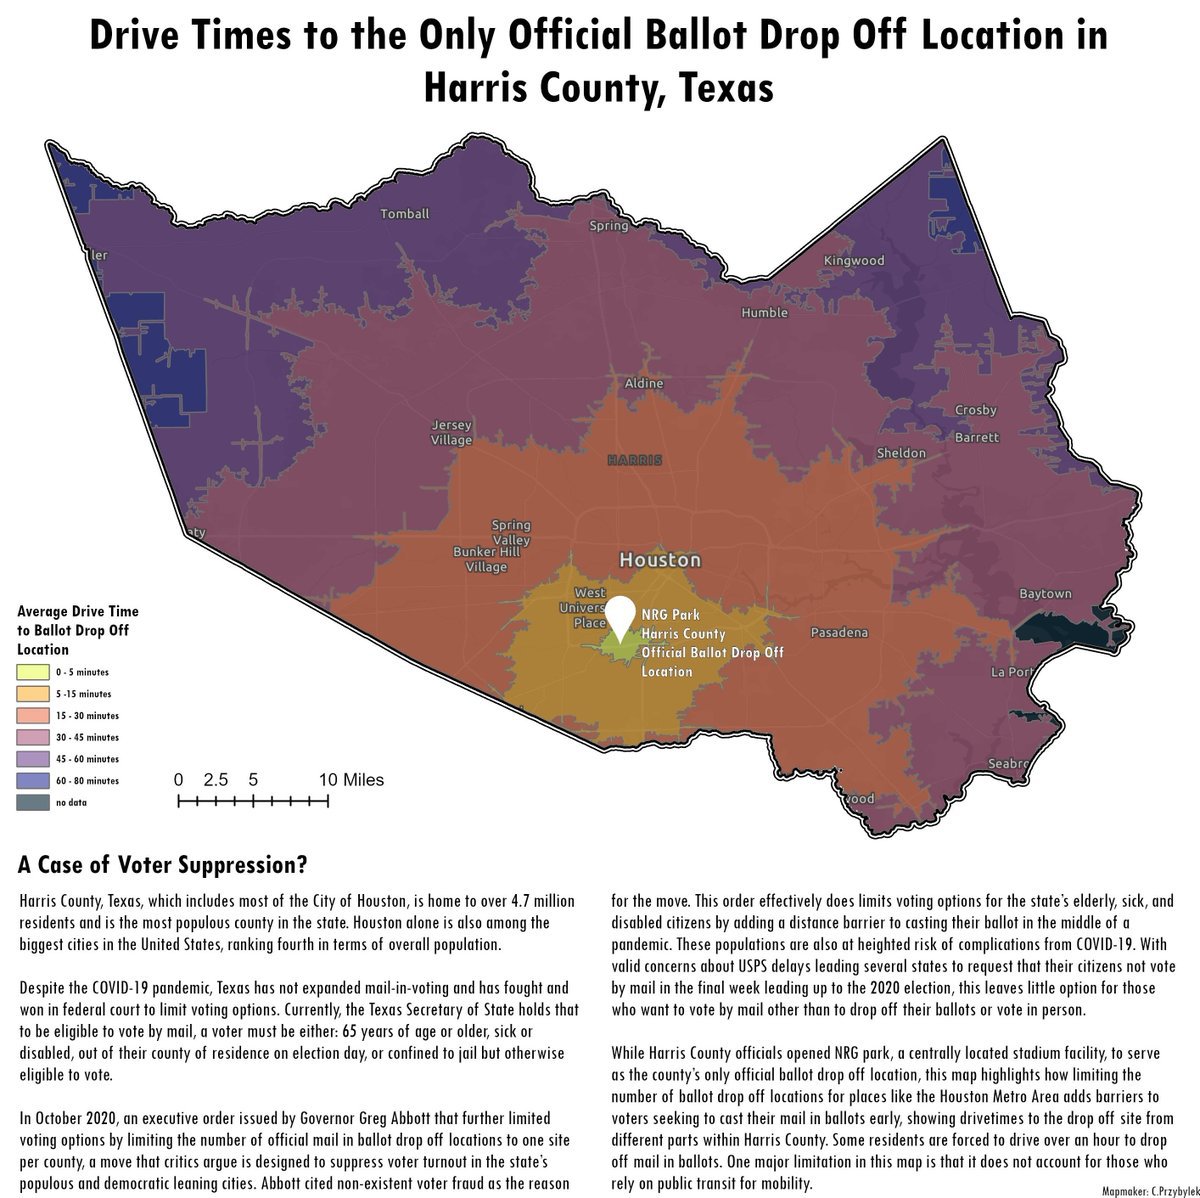 Drive Times to the Only Official Ballot Drop Off Location in
Harris County, Texas
Tomball
Spring
ller
Kingwood
Humble
Aldine
Jersey
Village
Crosby
Barrett
HARRIS
Sheldon
aty
Spring
Valley
Bunker Hill
Village
Houston
West
Univers
Place
Baytown
NRG Park
Harris County
Official Ballot Drop Off
Location
Pasadena
La Port
Seabro
wood
Average Drive Time
to Ballot Drop Off
Location
0 - 5 minutes
5 -15 minutes
15 - 30 minutes
30 - 45 minutes
45 - 60 minutes
60 - 80 minutes
no data
0 2.5 5 10 Miles
A Case of Voter Suppression?
Harris County, Texas, which includes most of the City of Houston, is home to over 4.7 million
residents and is the most populous county in the state. Houston alone is also among the
biggest cities in the United States, ranking fourth in terms of overall population.
Despite the COVID-19 pandemic, Texas has not expanded mail-in-voting and has fought and
won in federal court to limit voting options. Currently, the Texas Secretary of State holds that
to be eligible to vote by mail, a voter must be either: 65 years of age or older, sick or
disabled, out of their county of residence on election day, or confined to jail but otherwise
eligible to vote.
In October 2020, an executive order issued by Governor Greg Abbott that further limited
voting options by limiting the number of official mail in ballot drop off locations to one site
per county, a move that critics argue is designed to suppress voter turnout in the state's
populous and democratic leaning cities. Abbott cited non-existent voter fraud as the reason
for the move. This order effectively does limits voting options for the state's elderly, sick, and
disabled citizens by adding a distance barrier to casting their ballot in the middle of a
pandemic. These populations are also at heighted risk of complications from COVID-19. With
valid concerns about USPS delays leading several states to request that their citizens not vote
by mail in the final week leading up to the 2020 election, this leaves little option for those
who want to vote by mail other than to drop off their ballots or vote in person.
While Harris County officials opened NRG park, a centrally located stadium facility, to serve
as the county's only official ballot drop off location, this map highlights how limiting the
number of ballot drop off locations for places like the Houston Metro Area adds barriers to
voters seeking to cast their mail in ballots early, showing drivetimes to the drop off site from
different parts within Harris County. Some residents are forced to drive over an hour to drop
off mail in ballots. One major limitation in this map is that it does not account for those who
rely on public transit for mobility.
Mapmaker: C.Przybylek